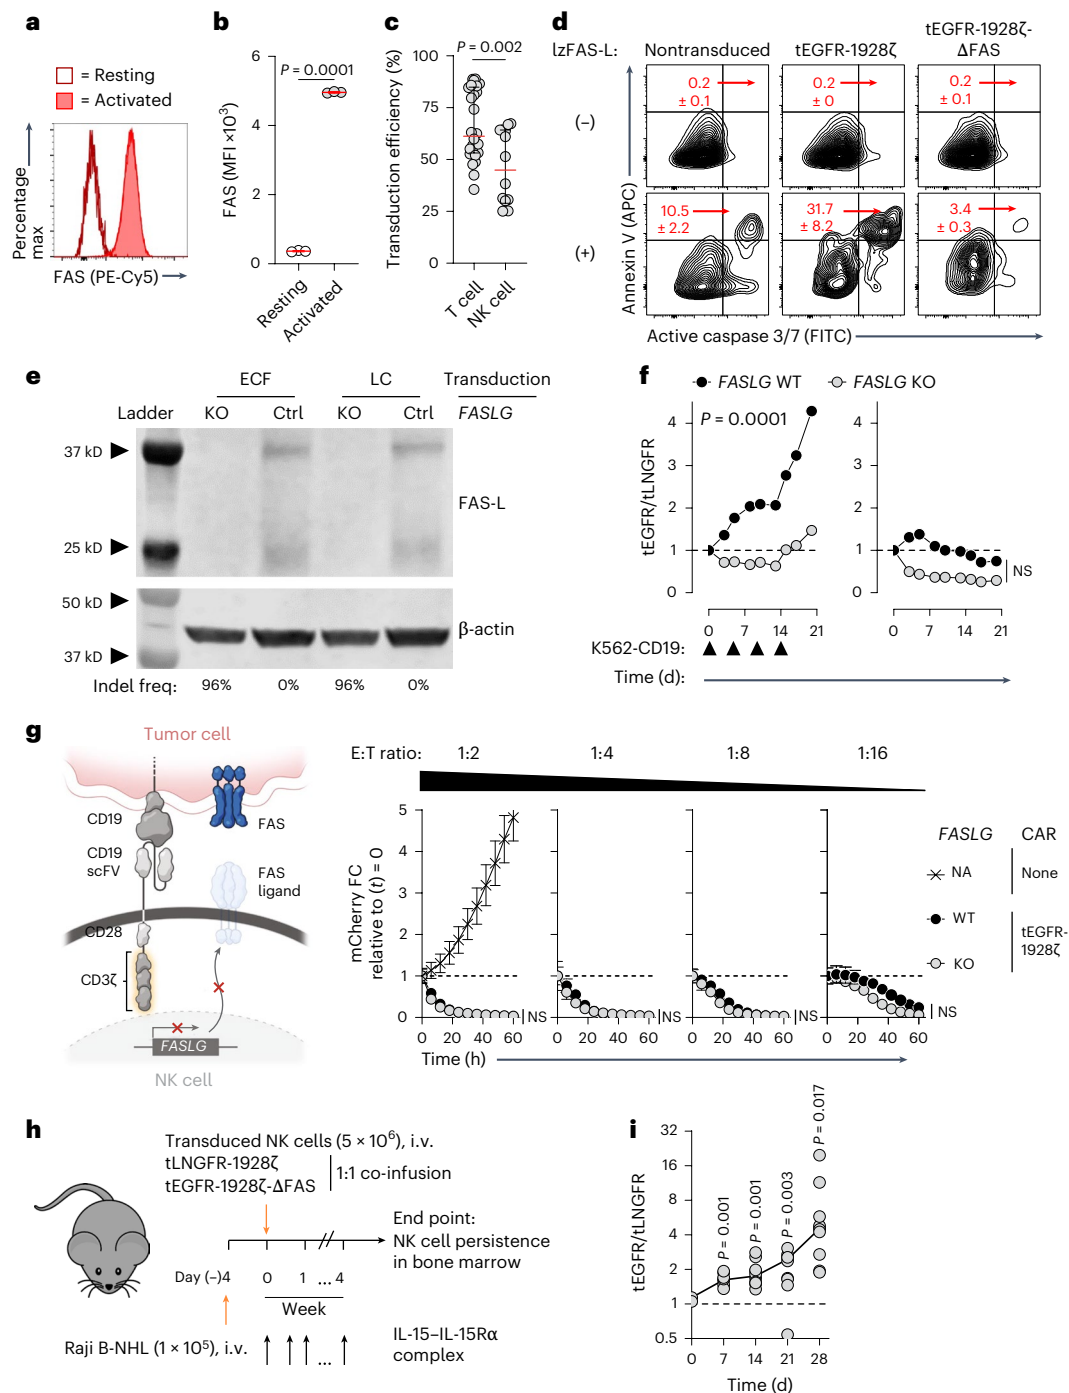 a
= Resting
= Activated
Percentage max
FAS (PE-Cy5)
b
FAS (MFI ×10³)
6
4
2
0
P = 0.0001
Resting
Activated
c
Transduction efficiency (%)
100
75
50
25
0
P = 0.002
T cell
NK cell
d
lzFAS-L:
Nontransduced
tEGFR-1928ζ
tEGFR-1928ζ-
ΔFAS
(−)
0.2
± 0.1
0.2
± 0
0.2
± 0.1
(+)
10.5
± 2.2
31.7
± 8.2
3.4
± 0.3
Annexin V (APC)
Active caspase 3/7 (FITC)
e
ECF
LC
Transduction
Ladder
KO
Ctrl
KO
Ctrl
FASLG
37 kD
FAS-L
25 kD
50 kD
β-actin
37 kD
Indel freq:
96%
0%
96%
0%
f
FASLG WT
FASLG KO
P = 0.0001
tEGFR/tLNGFR
4
3
2
1
0
4
3
2
1
0
NS
0
7
14
21
0
7
14
21
K562-CD19:
Time (d):
g
Tumor cell
CD19
FAS
CD19
scFV
FAS
ligand
CD28
CD3ζ
FASLG
NK cell
E:T ratio:
1:2
1:4
1:8
1:16
mCherry FC
relative to (t) = 0
5
4
3
2
1
0
NS
NS
NS
NS
0 20 40 60
0 20 40 60
0 20 40 60
0 20 40 60
Time (h)
FASLG
CAR
NA
None
WT
KO
tEGFR-
1928ζ
h
Transduced NK cells (5 × 10⁶), i.v.
tLNGFR-1928ζ
tEGFR-1928ζ-ΔFAS
1:1 co-infusion
End point:
NK cell persistence
in bone marrow
Day (−)4
0
1
...
4
Week
Raji B-NHL (1 × 10⁵), i.v.
...
IL-15–IL-15Rα
complex
i
tEGFR/tLNGFR
32
16
8
4
2
1
0.5
P = 0.001
P = 0.001
P = 0.003
P = 0.017
0
7
14
21
28
Time (d)